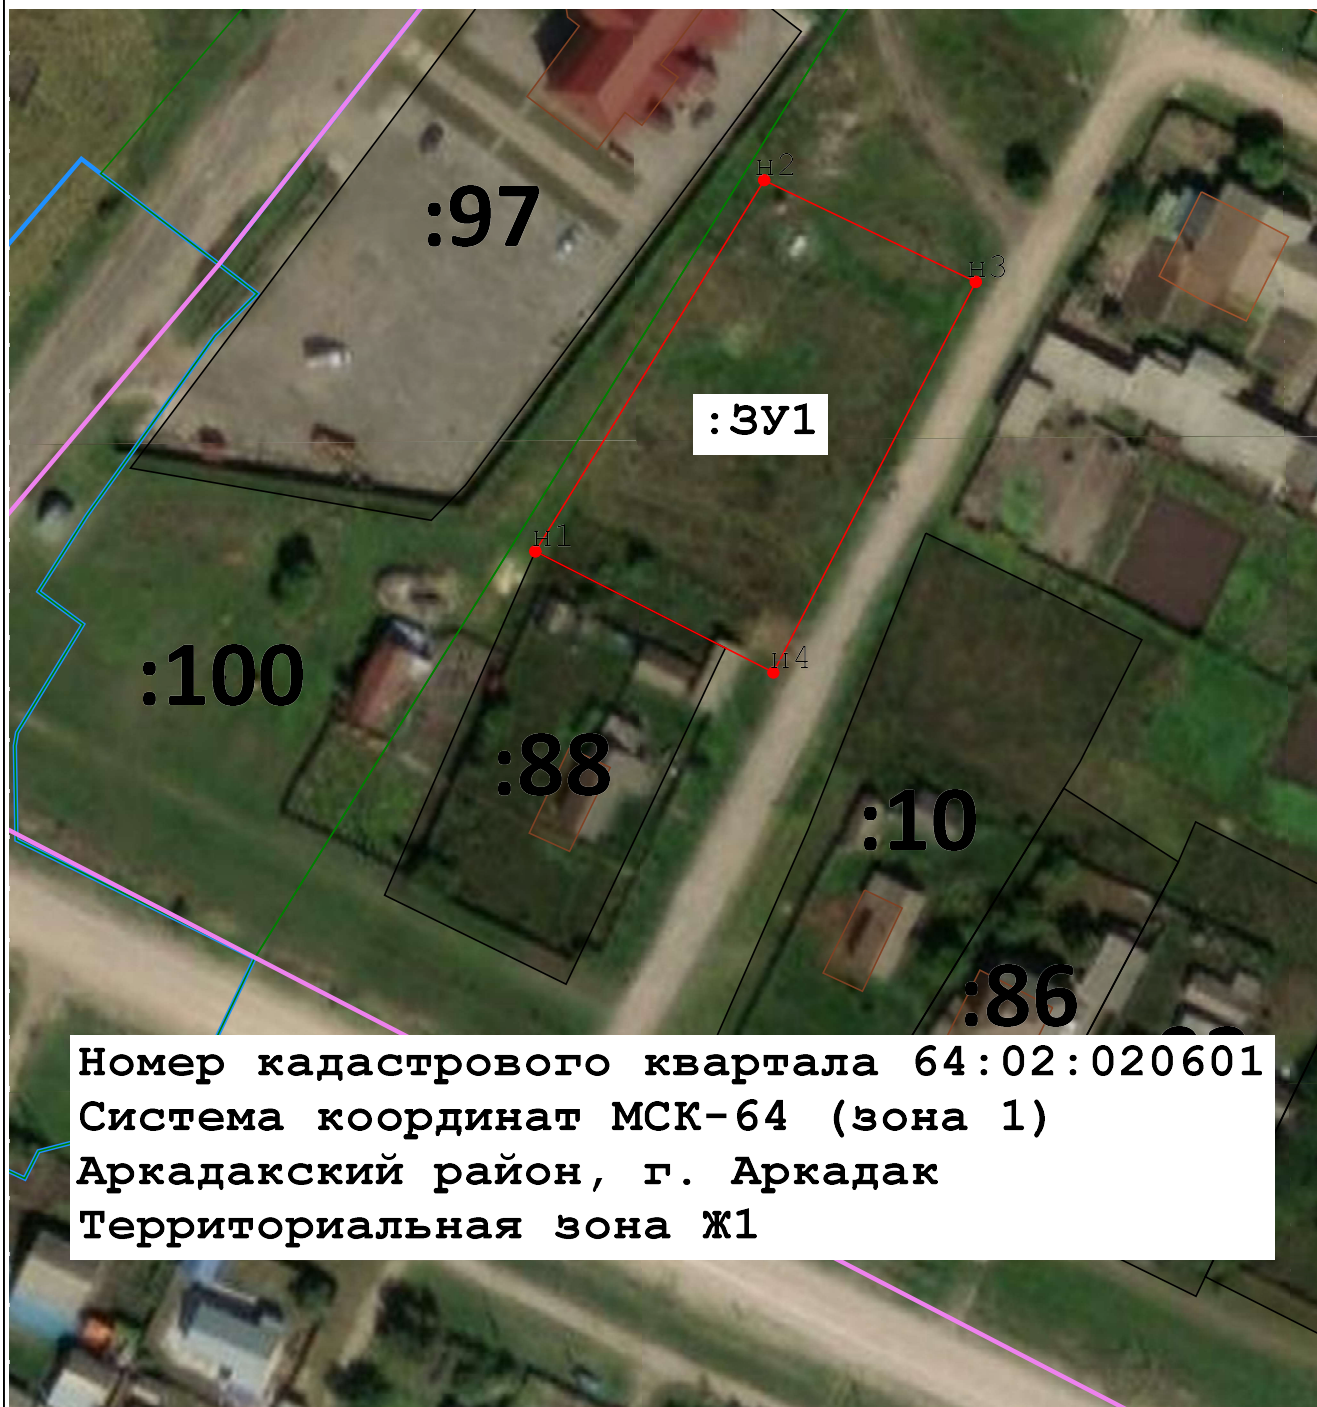 н2
:97
н3
:ЗУ1
н1
:100
н4
:88
:10
:86
Номер кадастрового квартала 64:02:020601
Система координат МСК-64 (зона 1)
Аркадакский район, г. Аркадак
Территориальная зона Ж1